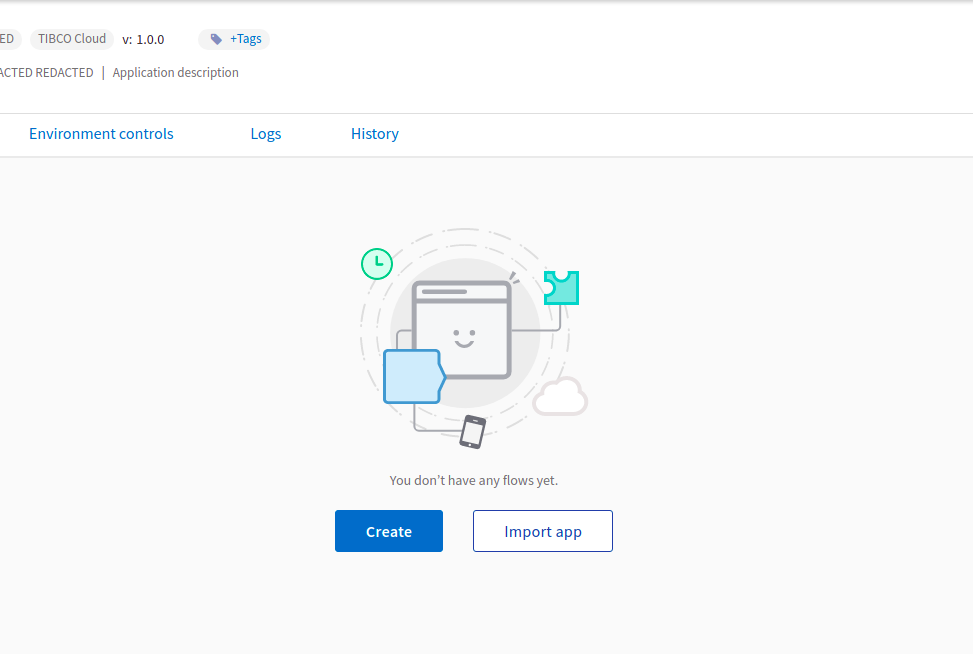 ED TIBCO Cloud v: 1.0.0 +Tags
ACTED REDACTED | Application description
Environment controls Logs History
You don't have any flows yet.
Create Import app